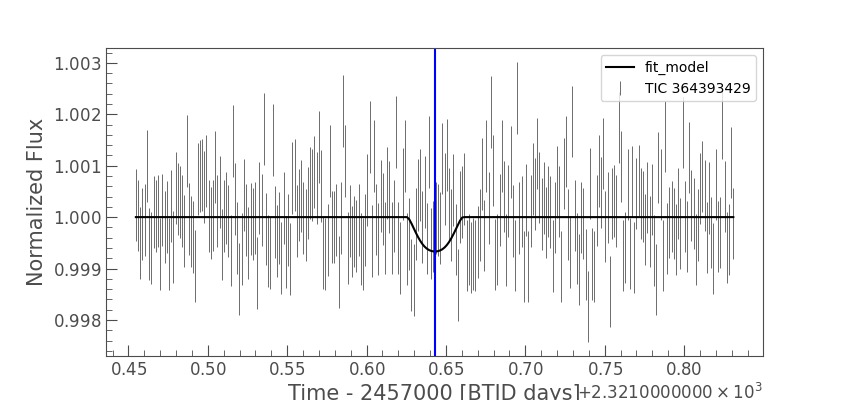 fit_model
TIC 364393429
Normalized Flux
1.003
1.002
1.001
1.000
0.999
0.998
0.45 0.50 0.55 0.60 0.65 0.70 0.75 0.80
Time - 2457000 [BTJD days]
+2.3210000000 × 10³